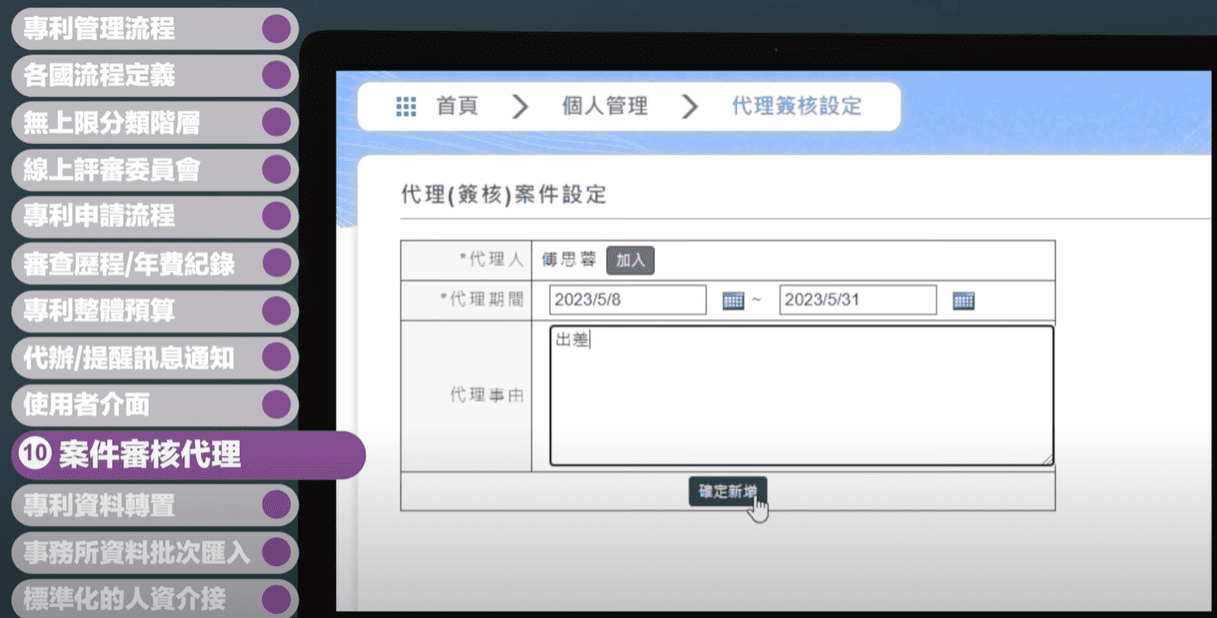 專利管理流程
各國流程定義
無上限分類階層
線上評審委員會
專利申請流程
審查歷程/年費紀錄
專利整體預算
代辦/提醒訊息通知
使用者介面
10 案件審核代理
專利資料轉置
事務所資料批次匯入
標準化的人資介接
首頁 > 個人管理 > 代理簽核設定
代理(簽核)案件設定
*代理人 傅思蓉 加入
*代理期間 2023/5/8 ~ 2023/5/31
代理事由 出差
確定新增